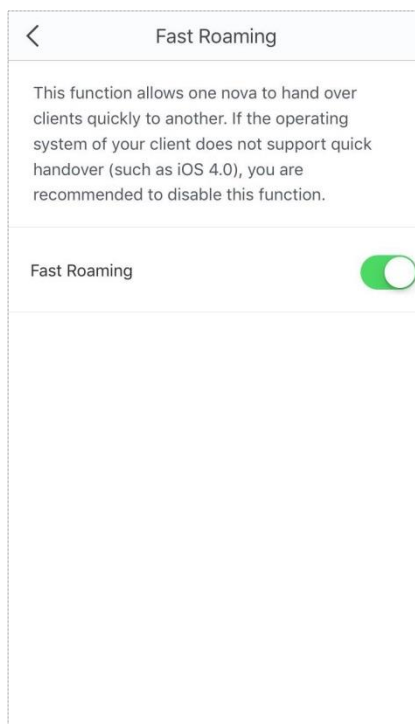 Fast Roaming
This function allows one nova to hand over
clients quickly to another. If the operating
system of your client does not support quick
handover (such as iOS 4.0), you are
recommended to disable this function.
Fast Roaming